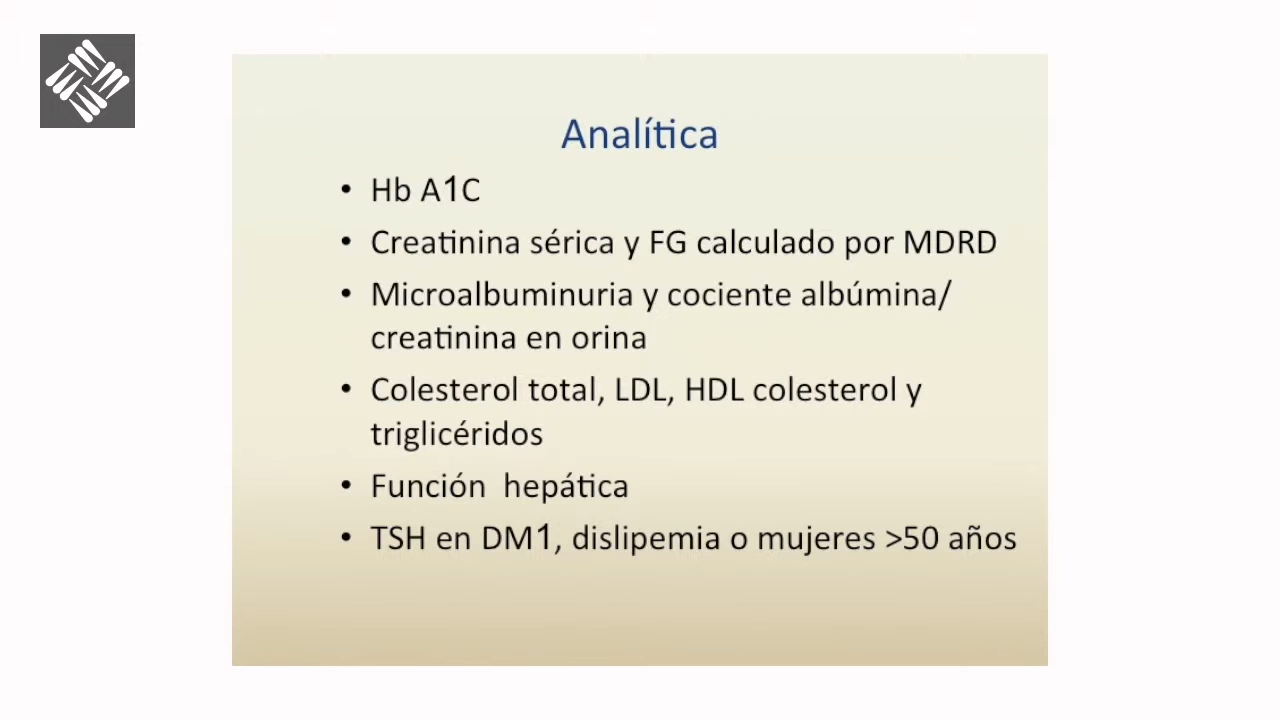 Analítica
• Hb A1C
• Creatinina sérica y FG calculado por MDRD
• Microalbuminuria y cociente albúmina/
creatinina en orina
• Colesterol total, LDL, HDL colesterol y
triglicéridos
• Función  hepática
• TSH en DM1, dislipemia o mujeres >50 años